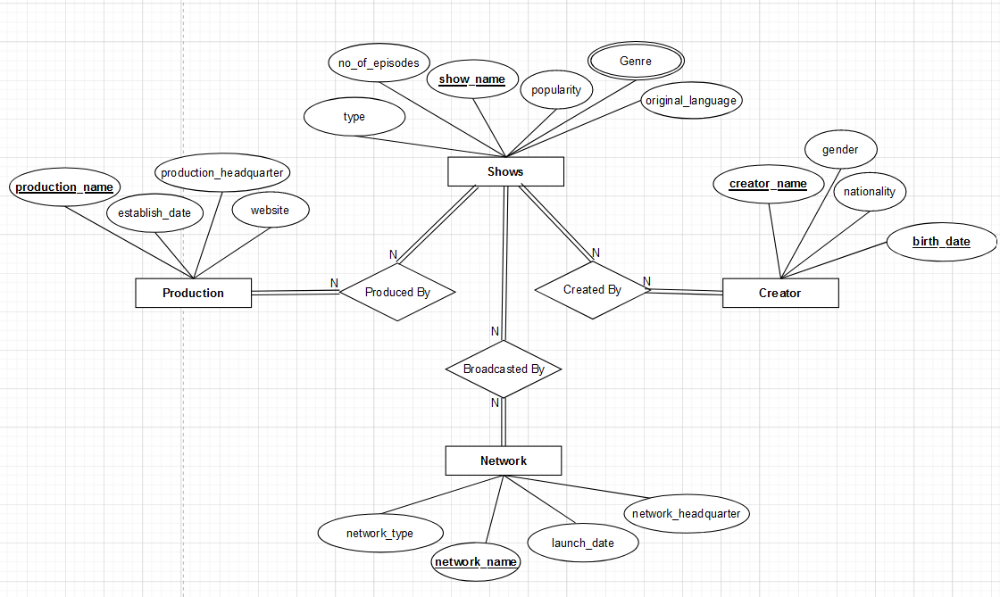 no_of_episodes
show_name
popularity
Genre
original_language
type
Shows
production_name
establish_date
production_headquarter
website
Production
creator_name
gender
nationality
birth_date
Creator
N
N
Produced By
N
N
Created By
N
Broadcasted By
N
Network
network_type
network_name
launch_date
network_headquarter